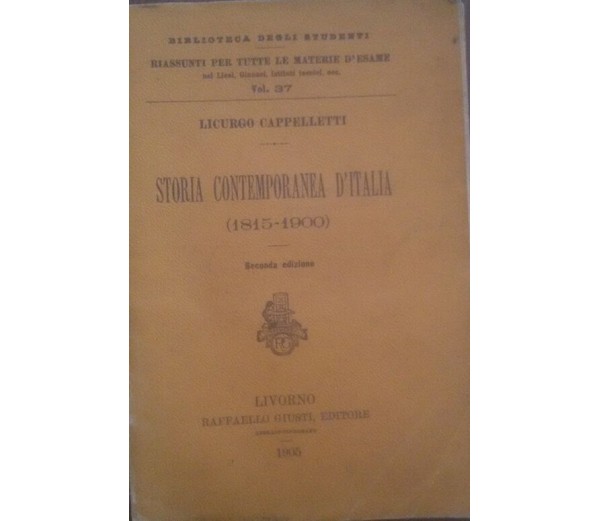 BIBLIOTECA DEGLI STUDENTI
RIASSUNTI PER TUTTE LE MATERIE D'ESAME
nei Licei, Ginnasi, Istituti tecnici, ecc.
Vol. 37
LICURGO CAPPELLETTI
STORIA CONTEMPORANEA D'ITALIA
(1815-1900)
Seconda edizione
LIVORNO
RAFFAELLO GIUSTI, EDITORE
1905